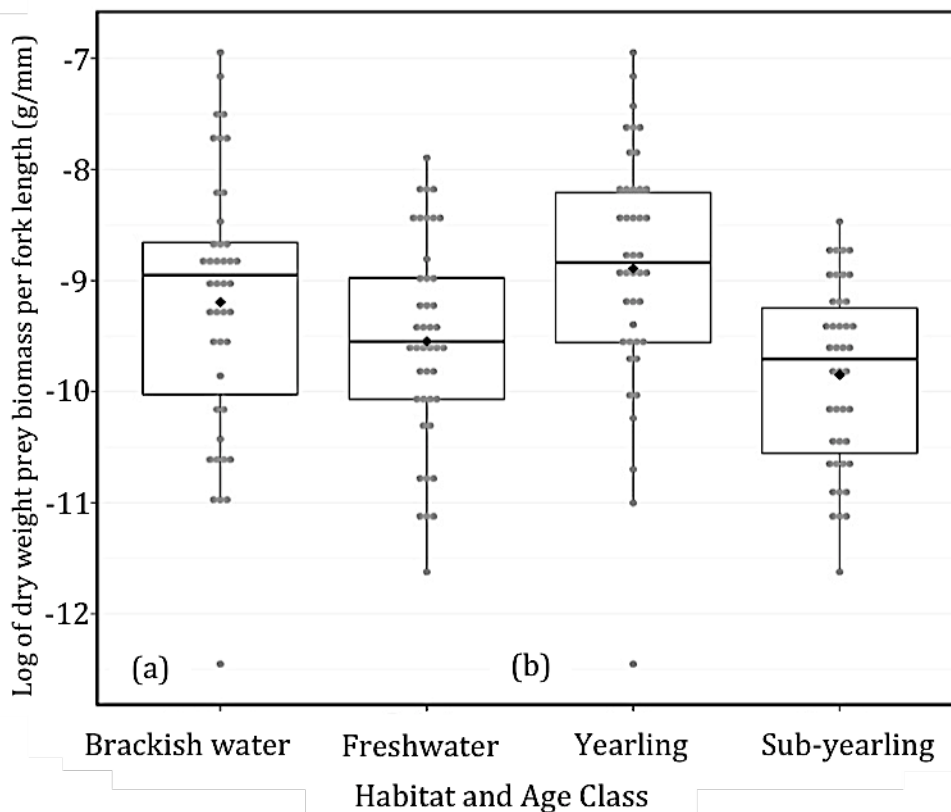 Log of dry weight prey biomass per fork length (g/mm)
-7
-8
-9
-10
-11
-12
(a)
(b)
Brackish water
Freshwater
Yearling
Sub-yearling
Habitat and Age Class